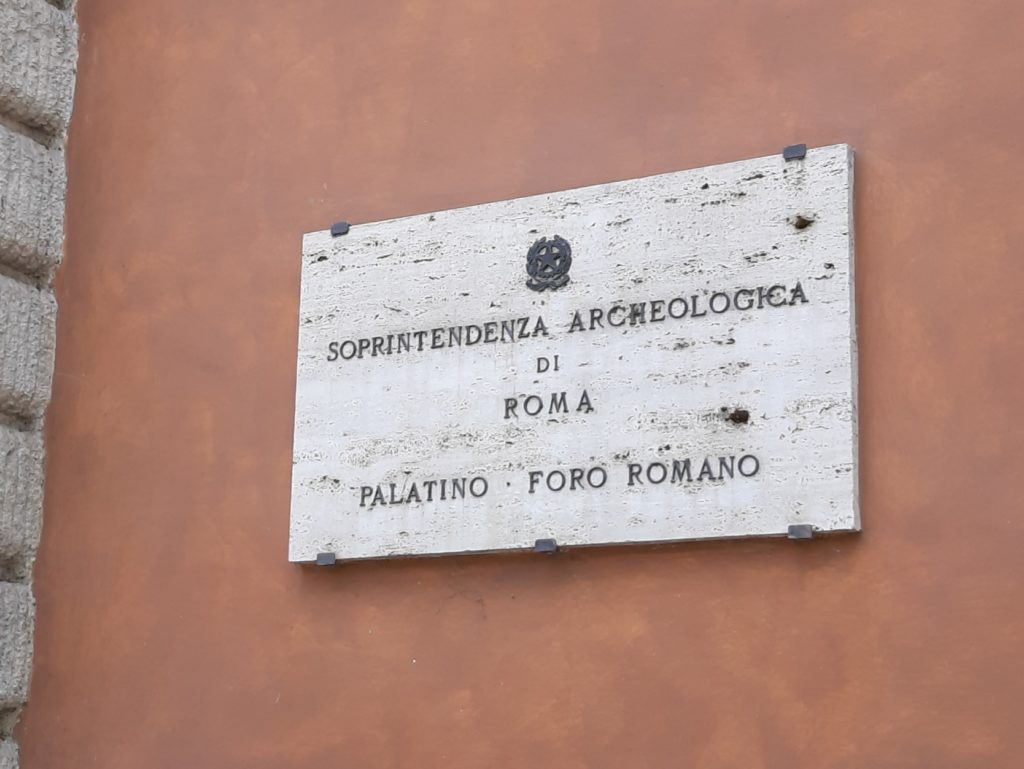 SOPRINTENDENZA ARCHEOLOGICA
DI
ROMA
PALATINO · FORO ROMANO